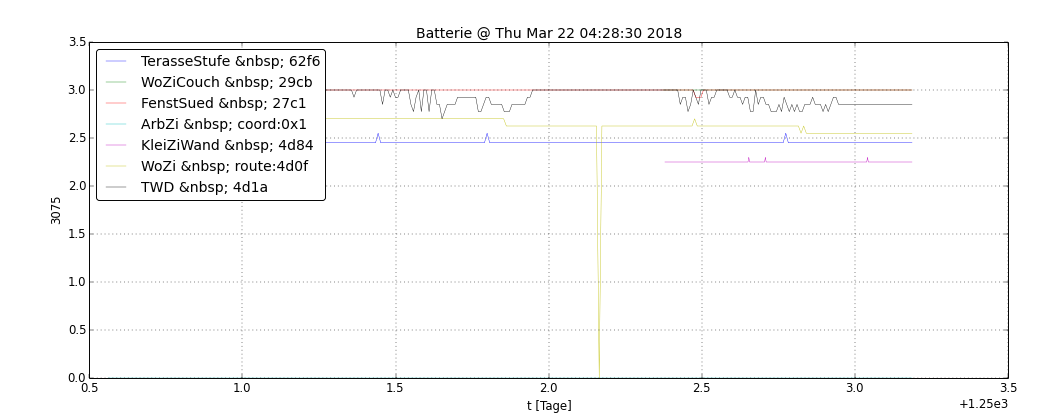 Batterie @ Thu Mar 22 04:28:30 2018
3.5
3.0
2.5
2.0
1.5
1.0
0.5
0.0
3075
TerasseStufe &nbsp; 62f6
WoZiCouch &nbsp; 29cb
FenstSued &nbsp; 27c1
ArbZi &nbsp; coord:0x1
KleiZiWand &nbsp; 4d84
WoZi &nbsp; route:4d0f
TWD &nbsp; 4d1a
0.5 1.0 1.5 2.0 2.5 3.0 3.5
t [Tage]
+1.25e3